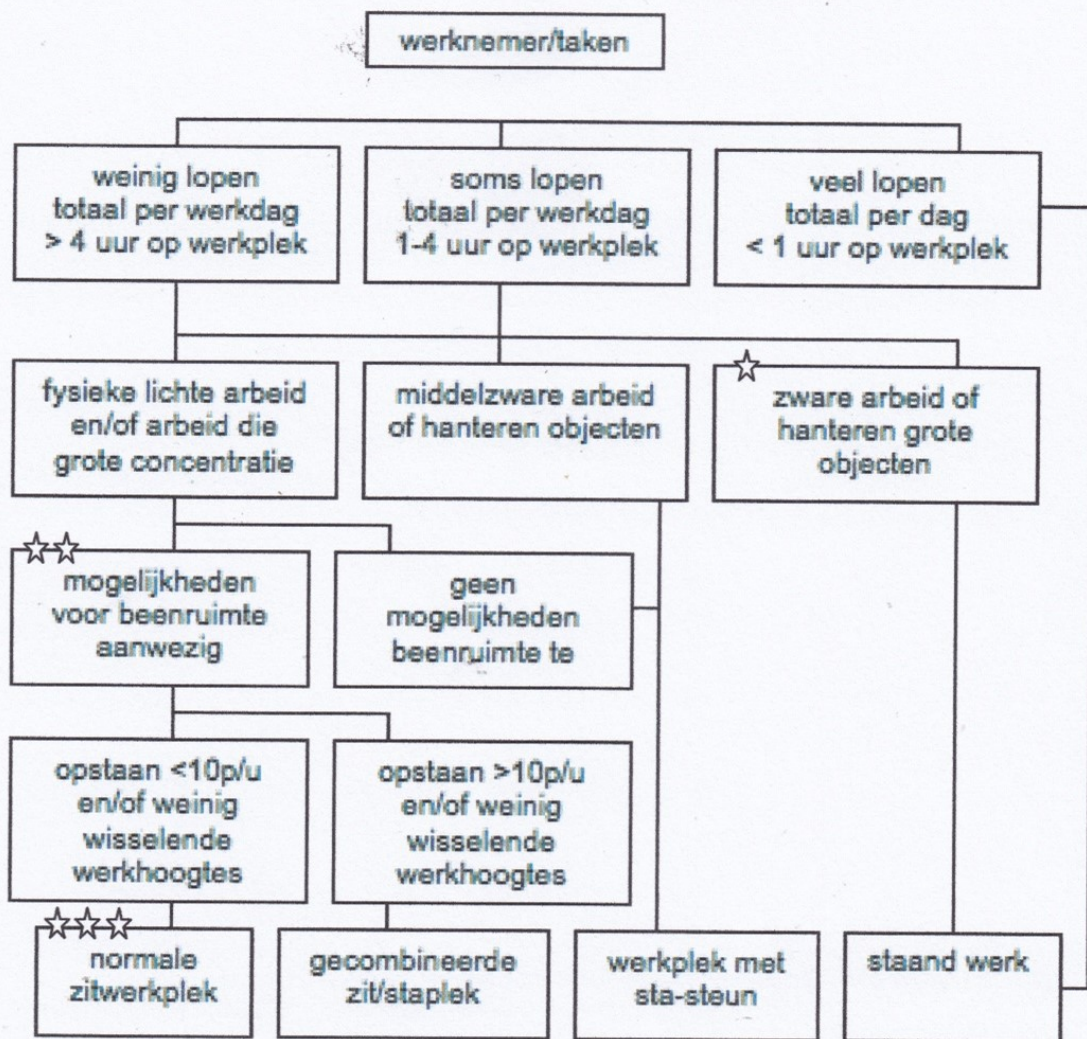 werknemer/taken
weinig lopen
totaal per werkdag
> 4 uur op werkplek
soms lopen
totaal per werkdag
1-4 uur op werkplek
veel lopen
totaal per dag
< 1 uur op werkplek
fysieke lichte arbeid
en/of arbeid die
grote concentratie
middelzware arbeid
of hanteren objecten
zware arbeid of
hanteren grote
objecten
mogelijkheden
voor beenruimte
aanwezig
geen
mogelijkheden
beenruimte te
opstaan <10p/u
en/of weinig
wisselende
werkhoogtes
opstaan >10p/u
en/of weinig
wisselende
werkhoogtes
normale
zitwerkplek
gecombineerde
zit/staplek
werkplek met
sta-steun
staand werk